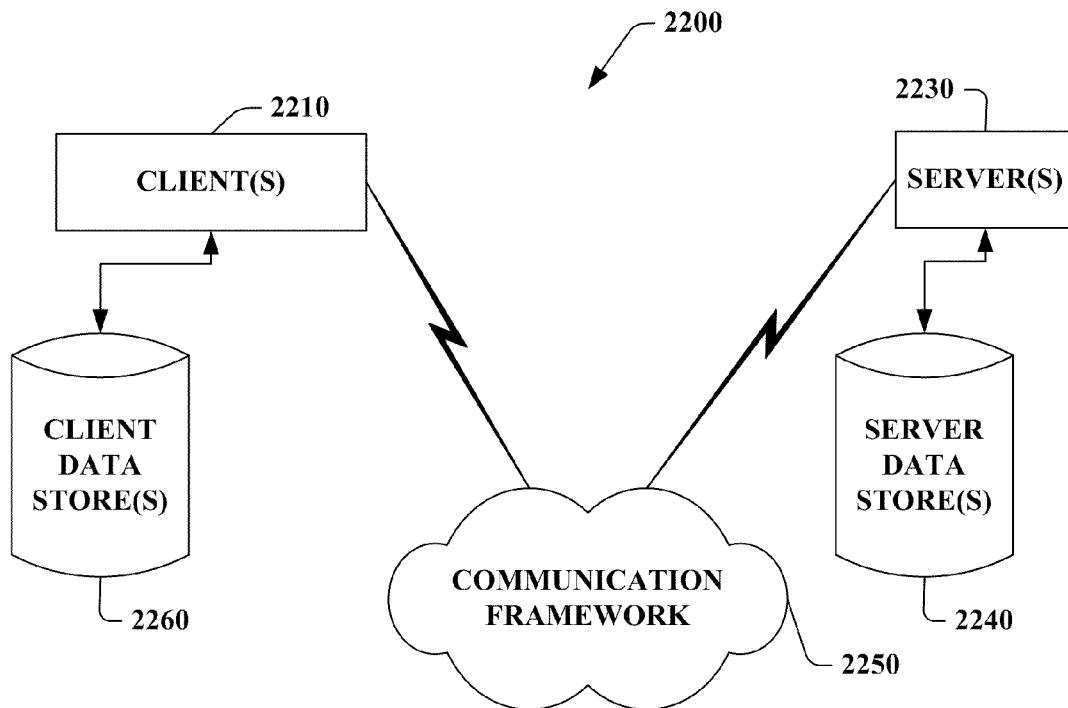 2200
2210
2230
CLIENT(S)
SERVER(S)
CLIENT
DATA
STORE(S)
SERVER
DATA
STORE(S)
COMMUNICATION
FRAMEWORK
2260
2240
2250